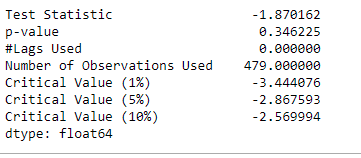 Test Statistic -1.870162
p-value 0.346225
#Lags Used 0.000000
Number of Observations Used 479.000000
Critical Value (1%) -3.444076
Critical Value (5%) -2.867593
Critical Value (10%) -2.569994
dtype: float64